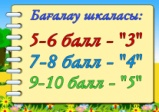 Бағалау шкаласы:
5-6 балл - "3"
7-8 балл - "4"
9-10 балл - "5"